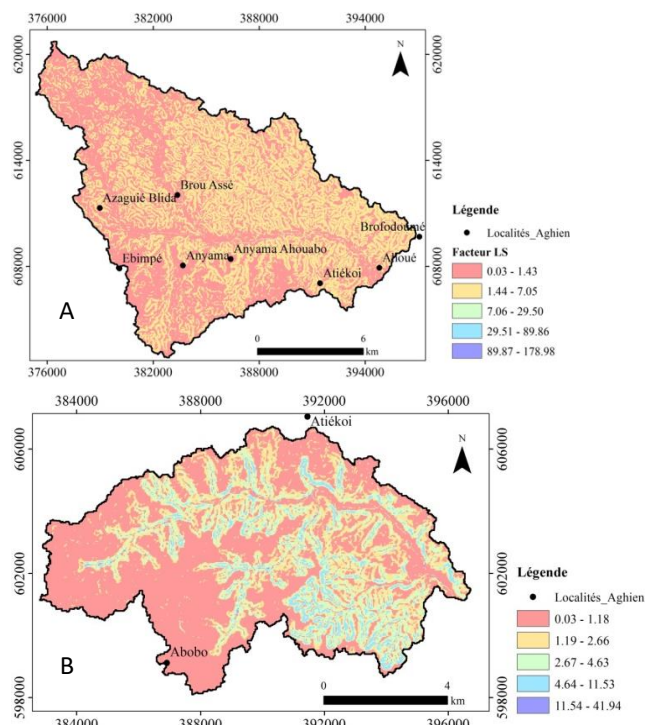 376000 382000 388000 394000
620000 620000
N
614000 614000
Brou Assé
Azaguié Blida
Brofodoumé
Anyama Ahouabo
Ebimpé Anyama Aboué
608000 608000
Atiékoi
A
0 6
km
376000 382000 388000 394000
Légende
Localités_Aghien
Facteur LS
0.03 - 1.43
1.44 - 7.05
7.06 - 29.50
29.51 - 89.86
89.87 - 178.98
384000 388000 392000 396000
Atiékoi
606000 606000
N
602000 602000
Abobo
B
0 4
km
598000 598000
384000 388000 392000 396000
Légende
Localités_Aghien
0.03 - 1.18
1.19 - 2.66
2.67 - 4.63
4.64 - 11.53
11.54 - 41.94